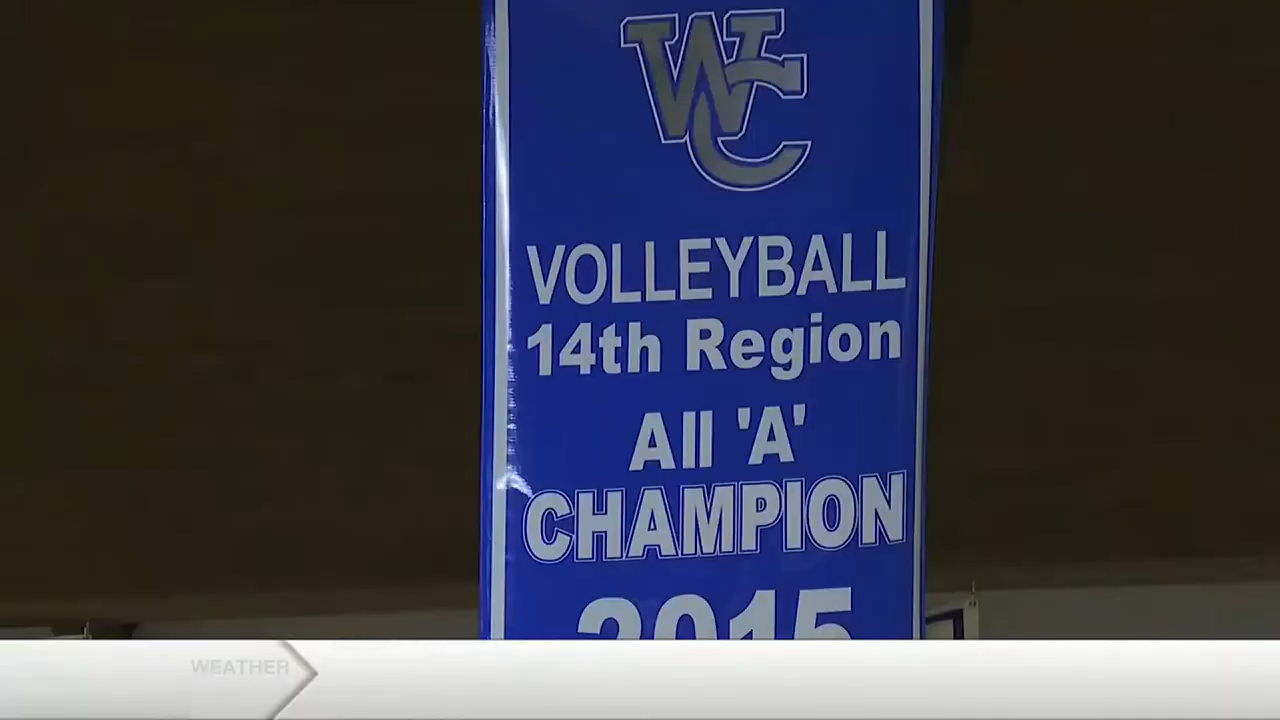 WC
VOLLEYBALL
14th Region
All 'A'
CHAMPION
2015
WEATHER